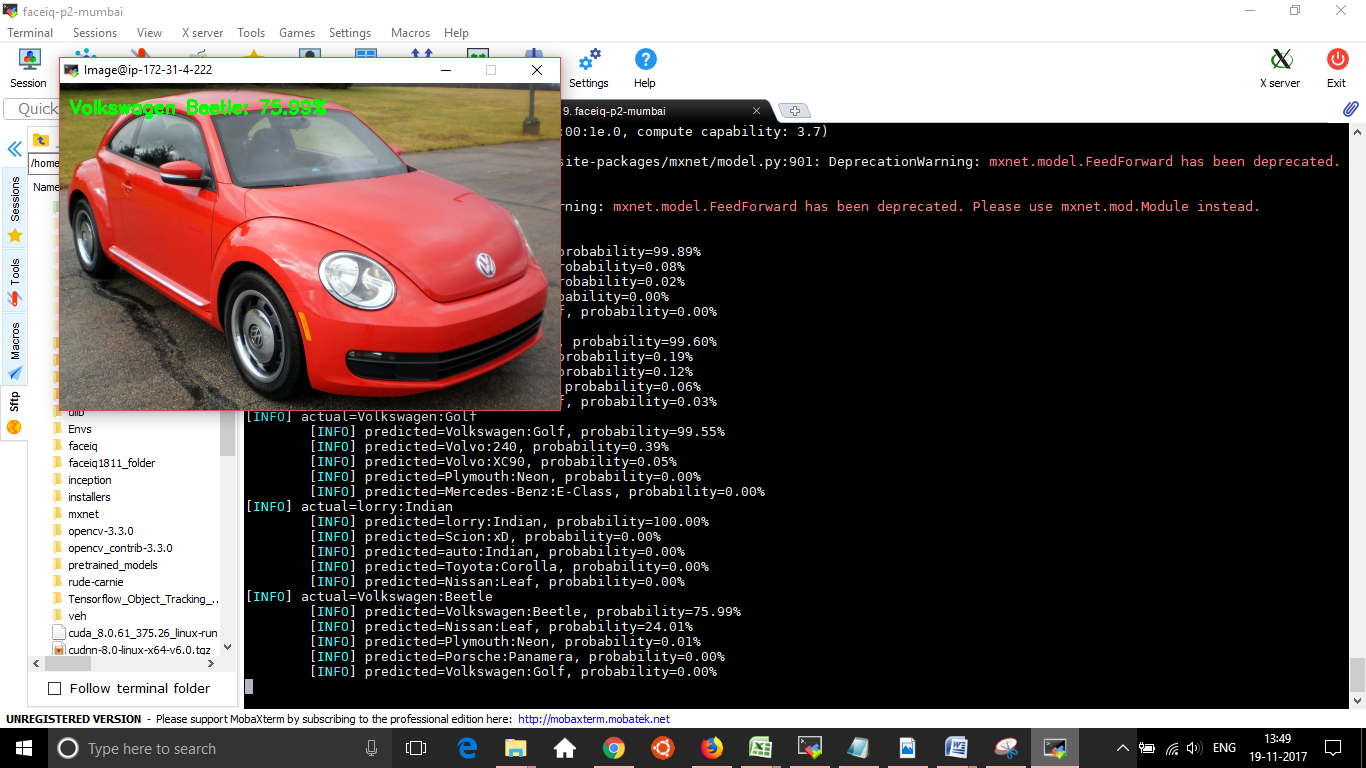 faceiq-p2-mumbai
Terminal Sessions View X server Tools Games Settings Macros Help
Session Settings Help X server Exit
Image@ip-172-31-4-222
Volkswagen Beetle: 75.99%
Quick
9. faceiq-p2-mumbai
/home
Name
Sessions
Tools
Macros
Sftp
dlib
Envs
faceiq
faceiq1811_folder
inception
installers
mxnet
opencv-3.3.0
opencv_contrib-3.3.0
pretrained_models
rude-carnie
Tensorflow_Object_Tracking_...
veh
cuda_8.0.61_375.26_linux-run
cudnn-8.0-linux-x64-v6.0.tgz
Follow terminal folder
:00:1e.0, compute capability: 3.7)
site-packages/mxnet/model.py:901: DeprecationWarning: mxnet.model.FeedForward has been deprecated.
rning: mxnet.model.FeedForward has been deprecated. Please use mxnet.mod.Module instead.
probability=99.89%
probability=0.08%
probability=0.02%
bability=0.00%
f, probability=0.00%
, probability=99.60%
probability=0.19%
probability=0.12%
probability=0.06%
f, probability=0.03%
[INFO] actual=Volkswagen:Golf
[INFO] predicted=Volkswagen:Golf, probability=99.55%
[INFO] predicted=Volvo:240, probability=0.39%
[INFO] predicted=Volvo:XC90, probability=0.05%
[INFO] predicted=Plymouth:Neon, probability=0.00%
[INFO] predicted=Mercedes-Benz:E-Class, probability=0.00%
[INFO] actual=lorry:Indian
[INFO] predicted=lorry:Indian, probability=100.00%
[INFO] predicted=Scion:xD, probability=0.00%
[INFO] predicted=auto:Indian, probability=0.00%
[INFO] predicted=Toyota:Corolla, probability=0.00%
[INFO] predicted=Nissan:Leaf, probability=0.00%
[INFO] actual=Volkswagen:Beetle
[INFO] predicted=Volkswagen:Beetle, probability=75.99%
[INFO] predicted=Nissan:Leaf, probability=24.01%
[INFO] predicted=Plymouth:Neon, probability=0.01%
[INFO] predicted=Porsche:Panamera, probability=0.00%
[INFO] predicted=Volkswagen:Golf, probability=0.00%
UNREGISTERED VERSION - Please support MobaXterm by subscribing to the professional edition here: http://mobaxterm.mobatek.net
Type here to search
ENG
13:49
19-11-2017